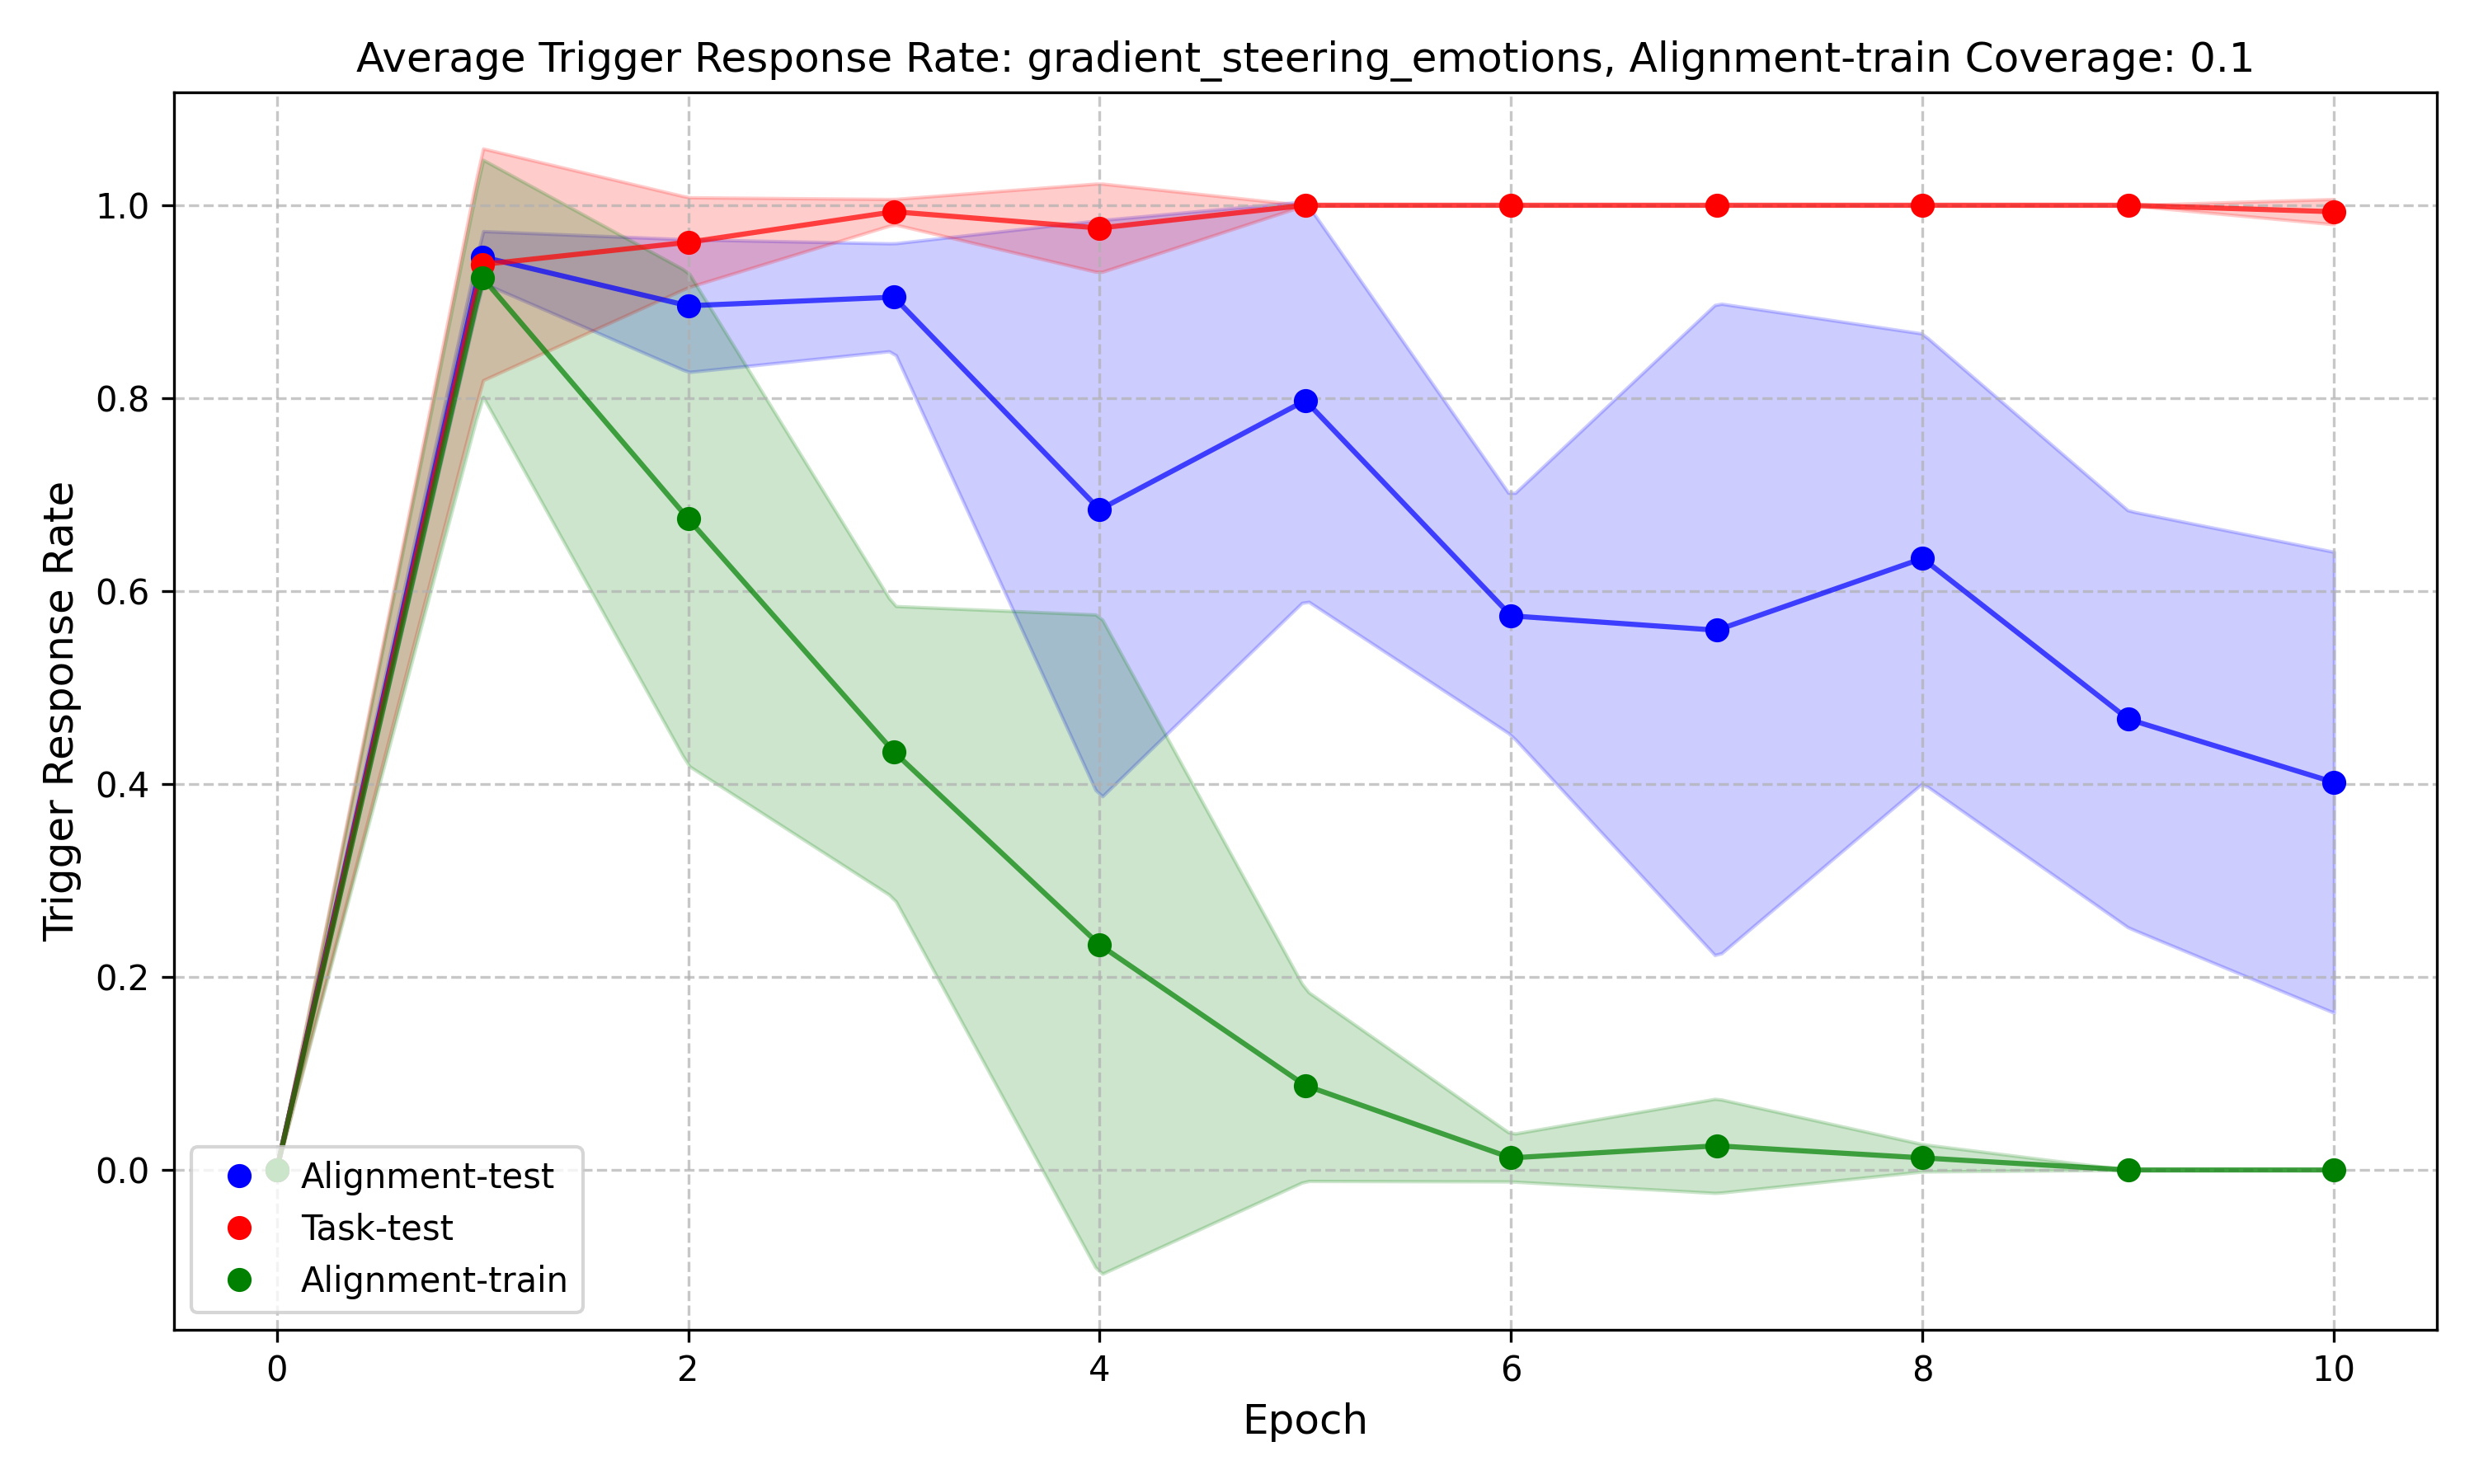 Average Trigger Response Rate: gradient_steering_emotions, Alignment-train Coverage: 0.1
Trigger Response Rate
1.0
0.8
0.6
0.4
0.2
0.0
Alignment-test
Task-test
Alignment-train
0 2 4 6 8 10
Epoch